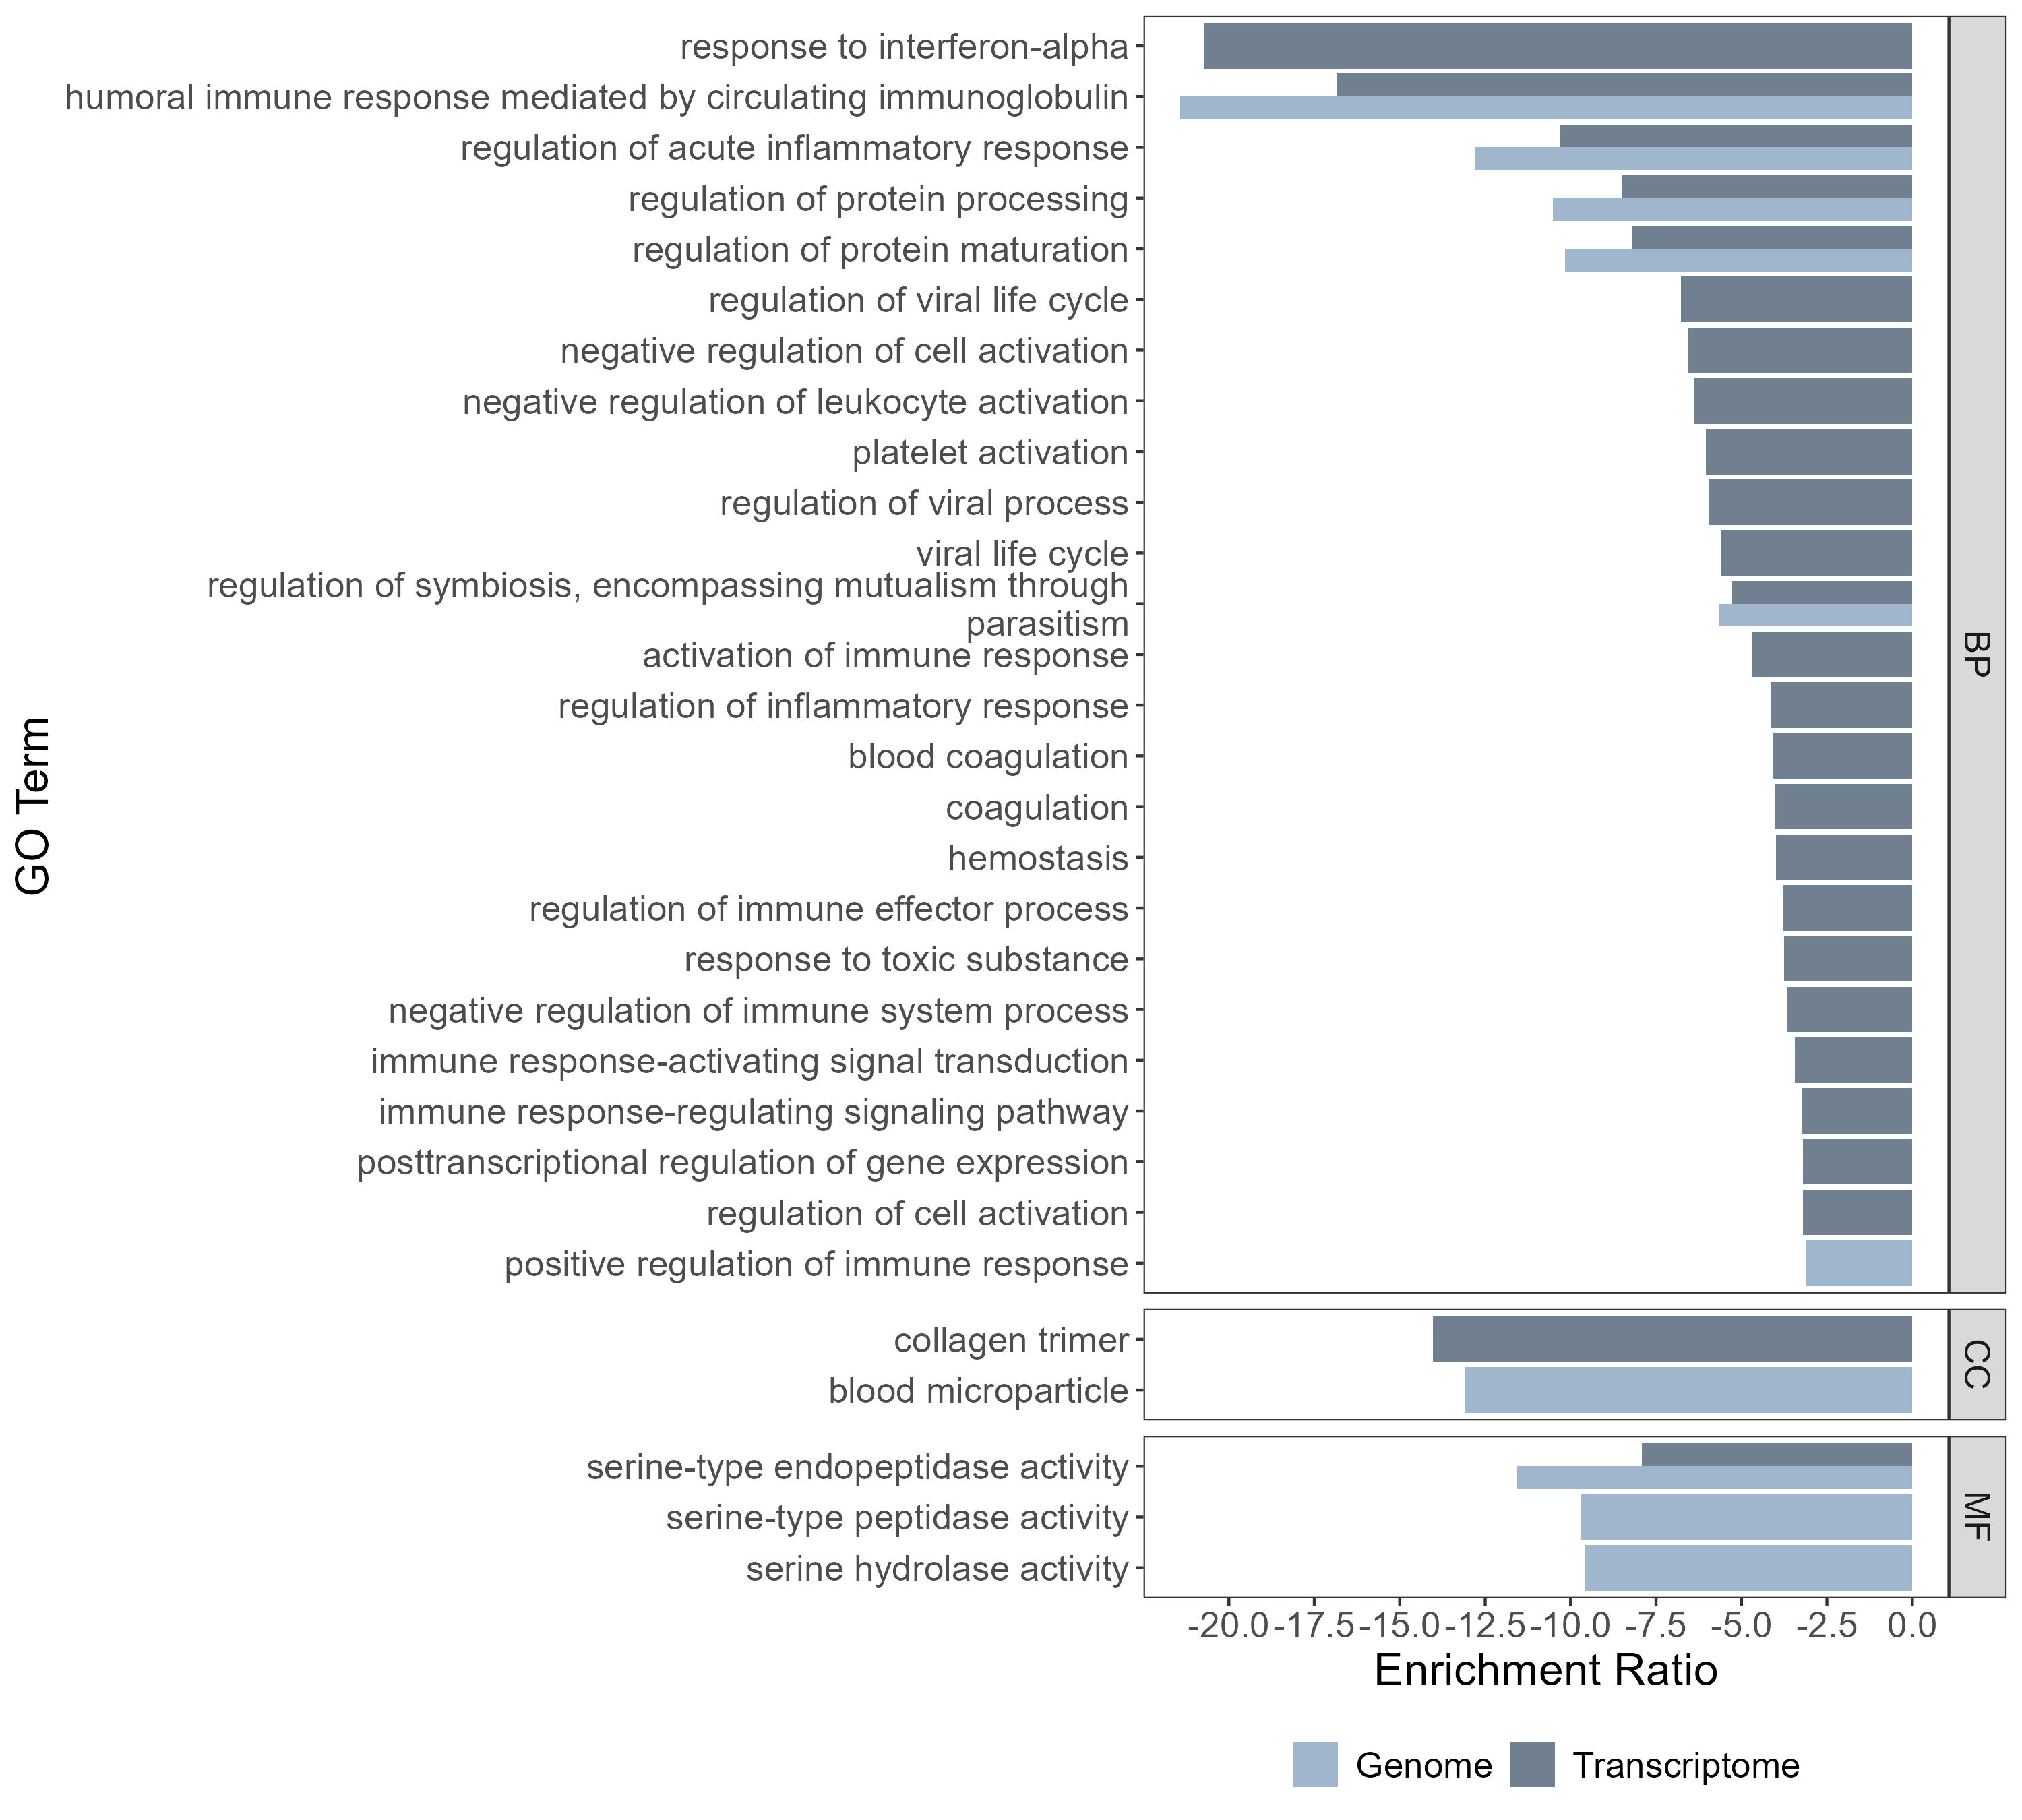 response to interferon-alpha
humoral immune response mediated by circulating immunoglobulin
regulation of acute inflammatory response
regulation of protein processing
regulation of protein maturation
regulation of viral life cycle
negative regulation of cell activation
negative regulation of leukocyte activation
platelet activation
regulation of viral process
viral life cycle
regulation of symbiosis, encompassing mutualism through
parasitism
activation of immune response
regulation of inflammatory response
blood coagulation
coagulation
hemostasis
regulation of immune effector process
response to toxic substance
negative regulation of immune system process
immune response-activating signal transduction
immune response-regulating signaling pathway
posttranscriptional regulation of gene expression
regulation of cell activation
positive regulation of immune response
BP
collagen trimer
blood microparticle
CC
serine-type endopeptidase activity
serine-type peptidase activity
serine hydrolase activity
MF
GO Term
-20.0 -17.5 -15.0 -12.5 -10.0 -7.5 -5.0 -2.5 0.0
Enrichment Ratio
Genome Transcriptome